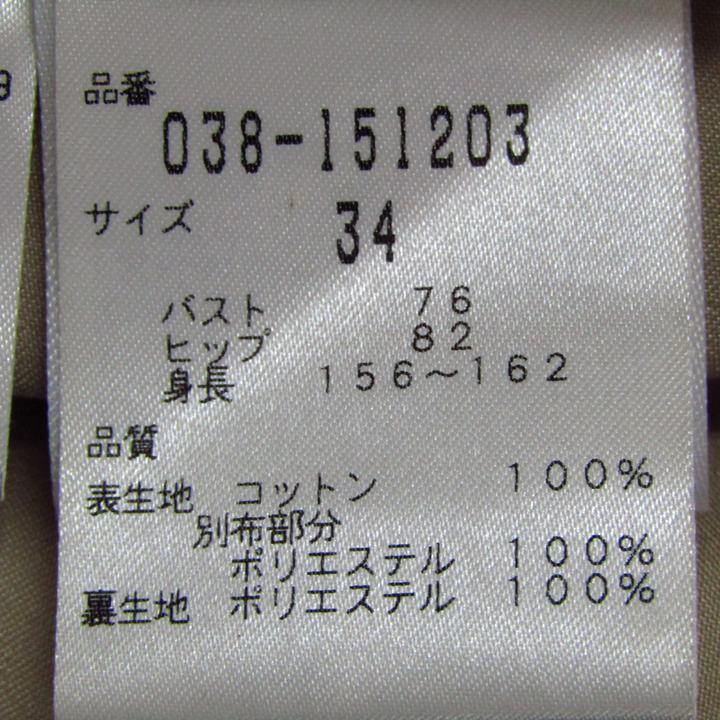 品番
038-151203
サイズ 34
バスト 76
ヒップ 82
身長 156～162
品質
表生地 コットン 100%
別布部分
ポリエステル 100%
裏生地 ポリエステル 100%